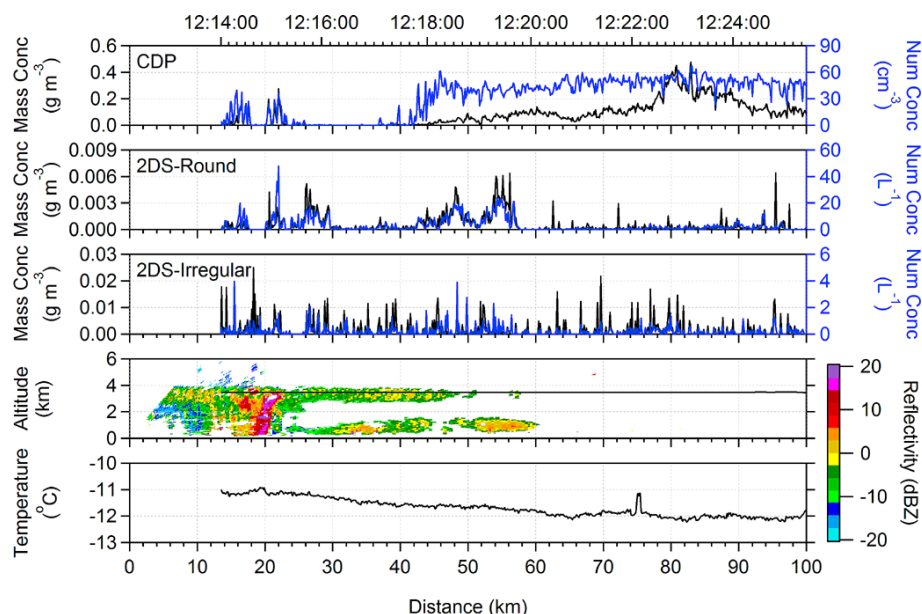 12:14:00 12:16:00 12:18:00 12:20:00 12:22:00 12:24:00
CDP
Mass Conc
(g m⁻³)
0.6
0.4
0.2
0.0
90
60
30
0
Num Conc
(cm⁻³)
2DS-Round
Mass Conc
(g m⁻³)
0.009
0.006
0.003
0.000
60
40
20
0
Num Conc
(L⁻¹)
2DS-Irregular
Mass Conc
(g m⁻³)
0.03
0.02
0.01
0.00
6
4
2
0
Num Conc
(L⁻¹)
Altitude
(km)
6
4
2
0
20
10
0
-10
-20
Reflectivity (dBZ)
Temperature
(°C)
-10
-11
-12
-13
0 10 20 30 40 50 60 70 80 90 100
Distance (km)